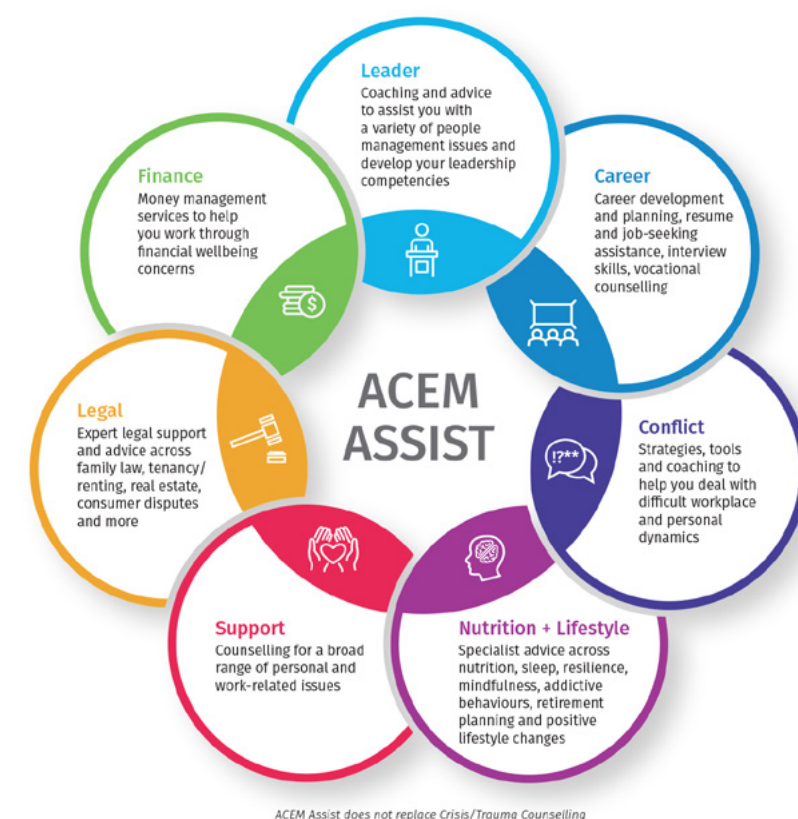 Leader
Coaching and advice
to assist you with
a variety of people
management issues and
develop your leadership
competencies
Career
Career development
and planning, resume
and job-seeking
assistance, interview
skills, vocational
counselling
Conflict
Strategies, tools
and coaching to
help you deal with
difficult workplace
and personal
dynamics
!?**
Nutrition + Lifestyle
Specialist advice across
nutrition, sleep, resilience,
mindfulness, addictive
behaviours, retirement
planning and positive
lifestyle changes
Support
Counselling for a broad
range of personal and
work-related issues
Legal
Expert legal support
and advice across
family law, tenancy/
renting, real estate,
consumer disputes
and more
Finance
Money management
services to help
you work through
financial wellbeing
concerns
$
ACEM
ASSIST
ACEM Assist does not replace Crisis/Trauma Counselling